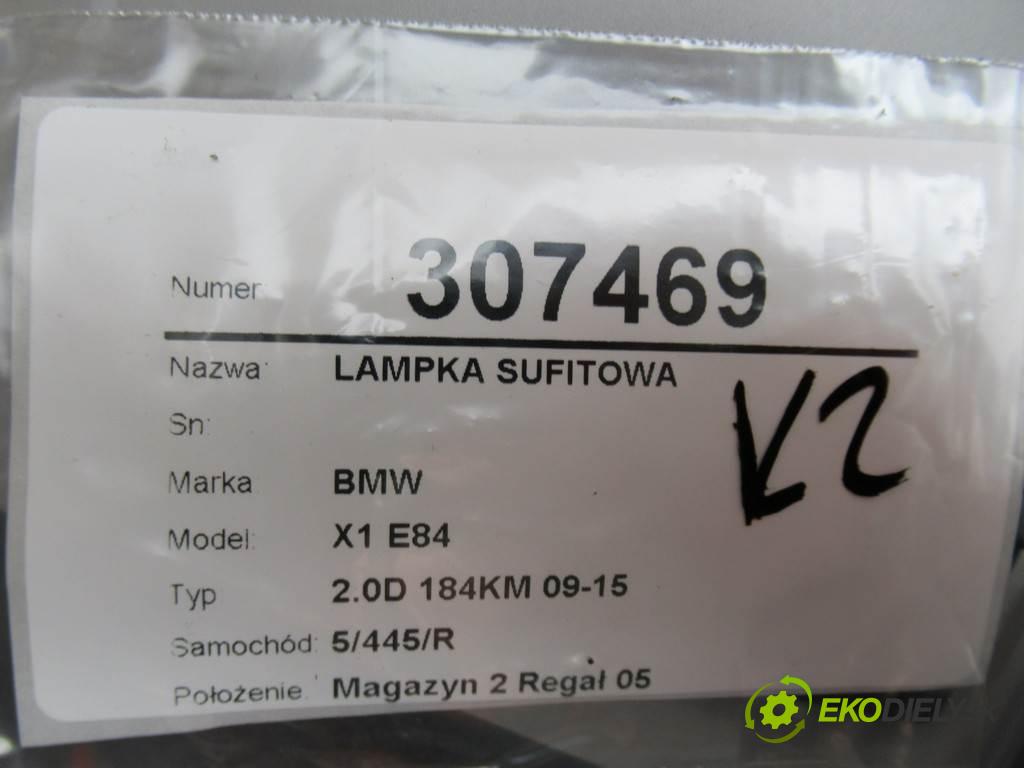 Numer 307469
Nazwa: LAMPKA SUFITOWA
Sn:
Marka BMW
Model: X1 E84
Typ 2.0D 184KM 09-15
Samochód: 5/445/R
Położenie: Magazyn 2 Regał 05
EKODIELY